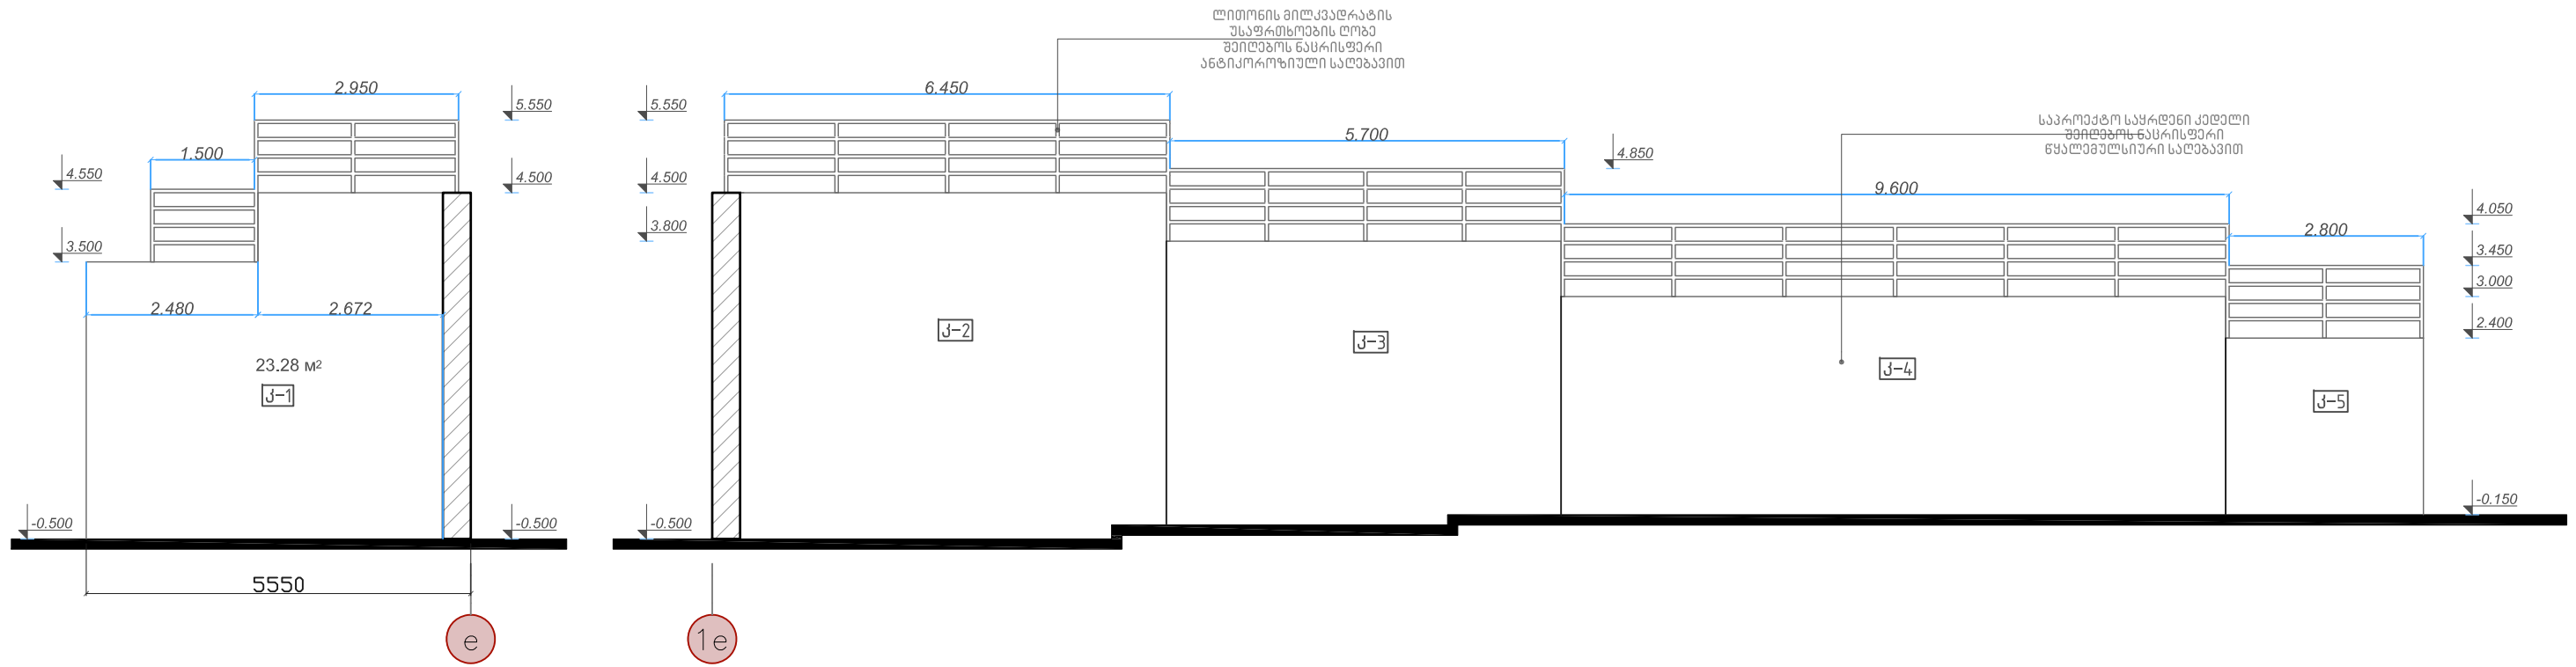 ლითონის მილკვადრატის
უსაფრთხოების ღობე
შეიღებოს ნაცრისფერი
ანტიკოროზიული საღებავით
2.950
6.450
5.550
5.550
საპროექტო საყრდენი კედელი
შეიღებოს ნაცრისფერი
წყალემულსიური საღებავით
5.700
1.500
4.850
4.550
4.500
4.500
9.600
4.050
3.800
2.800
3.500
3.450
3.000
2.480
2.672
2.400
კ-2
კ-3
23.28 м²
კ-4
კ-1
კ-5
-0.500
-0.500
-0.500
-0.150
5550
e
1e